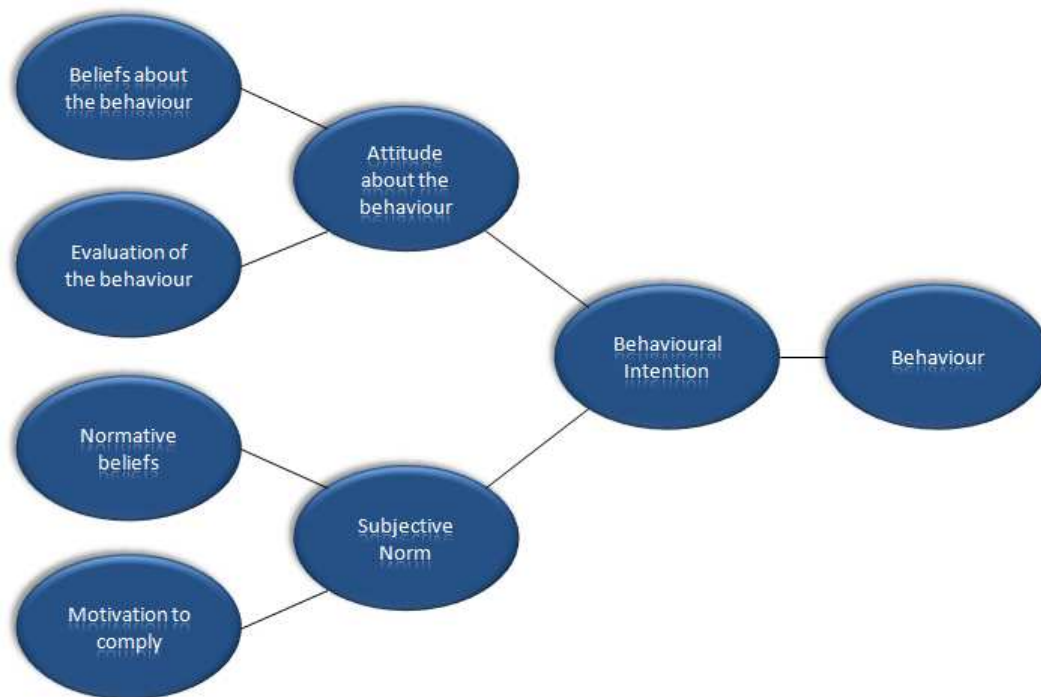 Beliefs about
the behaviour
Evaluation of
the behaviour
Attitude
about the
behaviour
Normative
beliefs
Motivation to
comply
Subjective
Norm
Behavioural
Intention
Behaviour